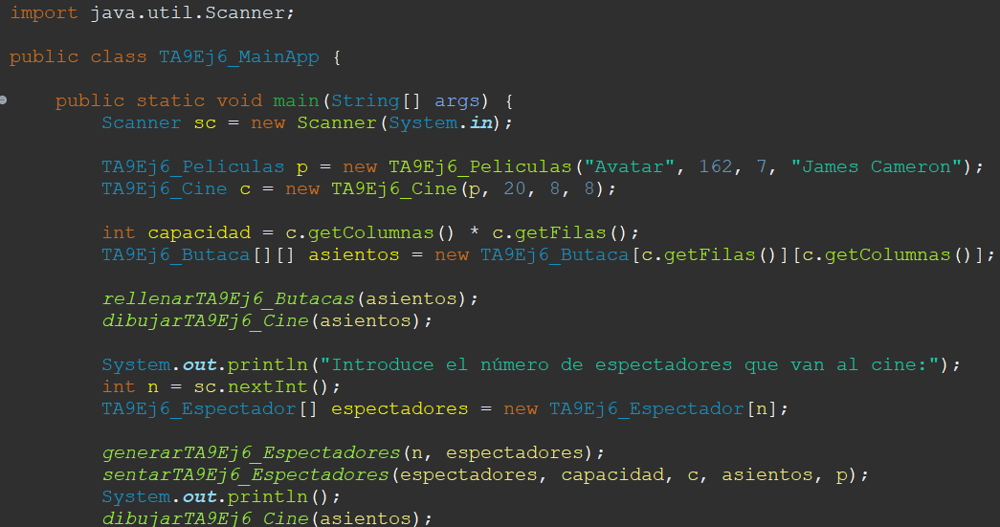 import java.util.Scanner;
public class TA9Ej6_MainApp {
public static void main(String[] args) {
Scanner sc = new Scanner(System.in);
TA9Ej6_Peliculas p = new TA9Ej6_Peliculas("Avatar", 162, 7, "James Cameron");
TA9Ej6_Cine c = new TA9Ej6_Cine(p, 20, 8, 8);
int capacidad = c.getColumnas() * c.getFilas();
TA9Ej6_Butaca[][] asientos = new TA9Ej6_Butaca[c.getFilas()][c.getColumnas()];
rellenarTA9Ej6_Butacas(asientos);
dibujarTA9Ej6_Cine(asientos);
System.out.println("Introduce el número de espectadores que van al cine:");
int n = sc.nextInt();
TA9Ej6_Espectador[] espectadores = new TA9Ej6_Espectador[n];
generarTA9Ej6_Espectadores(n, espectadores);
sentarTA9Ej6_Espectadores(espectadores, capacidad, c, asientos, p);
System.out.println();
dibujarTA9Ej6_Cine(asientos);